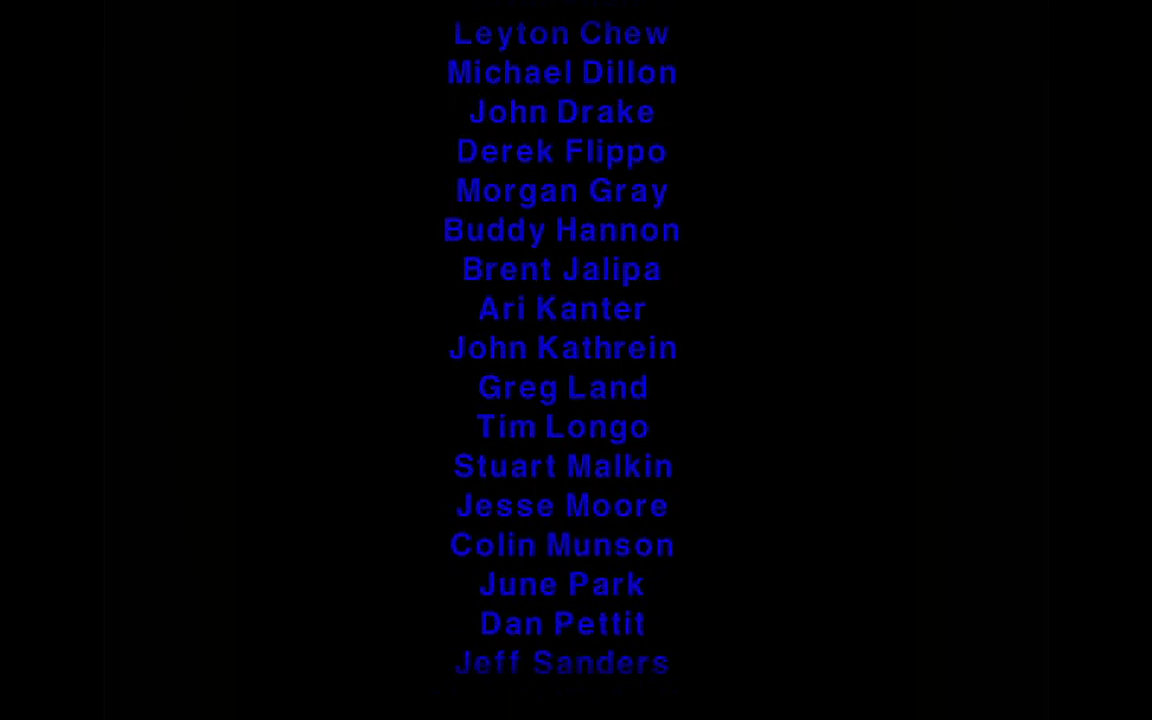 Leyton Chew
Michael Dillon
John Drake
Derek Flippo
Morgan Gray
Buddy Hannon
Brent Jalipa
Ari Kanter
John Kathrein
Greg Land
Tim Longo
Stuart Malkin
Jesse Moore
Colin Munson
June Park
Dan Pettit
Jeff Sanders